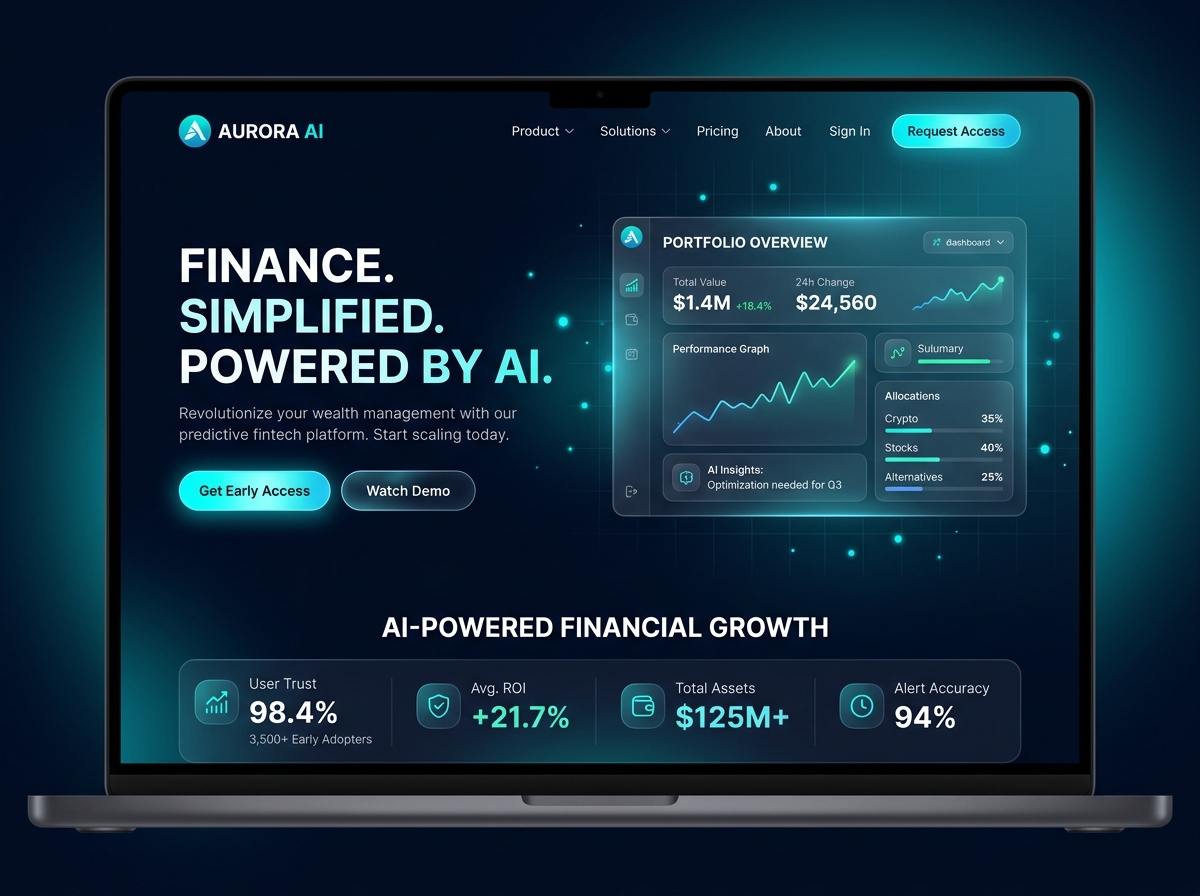 AURORA AI
Product
Solutions
Pricing
About
Sign In
Request Access
FINANCE.
SIMPLIFIED.
POWERED BY AI.
Revolutionize your wealth management with our
predictive fintech platform. Start scaling today.
Get Early Access
Watch Demo
PORTFOLIO OVERVIEW
dashboard
Total Value
$1.4M +18.4%
24h Change
$24,560
Performance Graph
Sulumary
Allocations
Crypto 35%
Stocks 40%
Alternatives 25%
AI Insights:
Optimization needed for Q3
AI-POWERED FINANCIAL GROWTH
User Trust
98.4%
3,500+ Early Adopters
Avg. ROI
+21.7%
Total Assets
$125M+
Alert Accuracy
94%